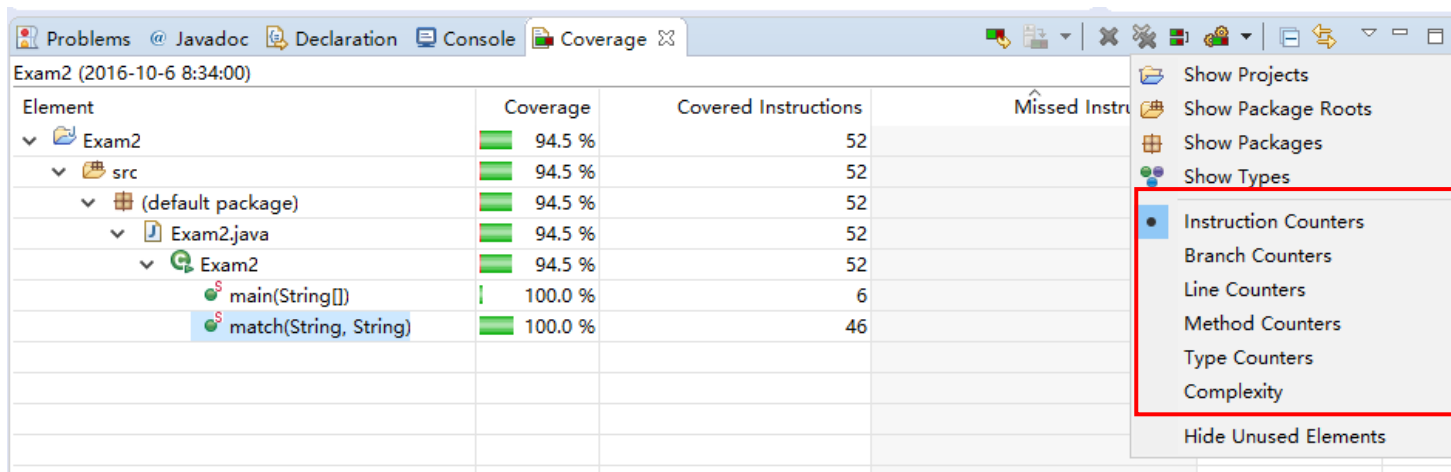 Problems @ Javadoc Declaration Console Coverage
Exam2 (2016-10-6 8:34:00)
Element Coverage Covered Instructions Missed Instru
Exam2 94.5 % 52
src 94.5 % 52
(default package) 94.5 % 52
Exam2.java 94.5 % 52
Exam2 94.5 % 52
main(String[]) 100.0 % 6
match(String, String) 100.0 % 46
Show Projects
Show Package Roots
Show Packages
Show Types
Instruction Counters
Branch Counters
Line Counters
Method Counters
Type Counters
Complexity
Hide Unused Elements